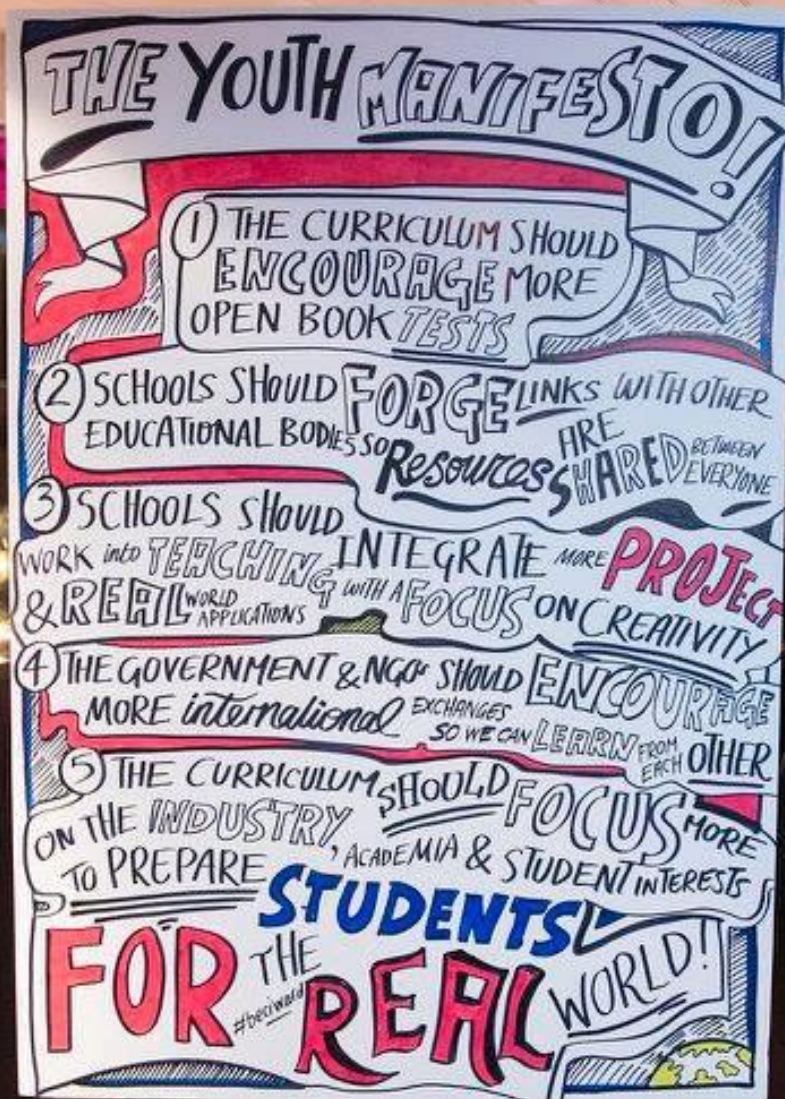 THE YOUTH MANIFESTO!
① THE CURRICULUM SHOULD
ENCOURAGE MORE
OPEN BOOK TESTS
② SCHOOLS SHOULD FORGE LINKS WITH OTHER
EDUCATIONAL BODIES SO Resources ARE SHARED BETWEEN EVERYONE
③ SCHOOLS SHOULD INTEGRATE MORE PROJECT
WORK into TEACHING WITH A FOCUS ON CREATIVITY
& REAL WORLD APPLICATIONS
④ THE GOVERNMENT & NGOs SHOULD ENCOURAGE
MORE international EXCHANGES
SO WE CAN LEARN FROM EACH OTHER
⑤ THE CURRICULUM SHOULD FOCUS MORE
ON THE INDUSTRY, ACADEMIA & STUDENT INTERESTS
TO PREPARE STUDENTS
FOR THE REAL WORLD!